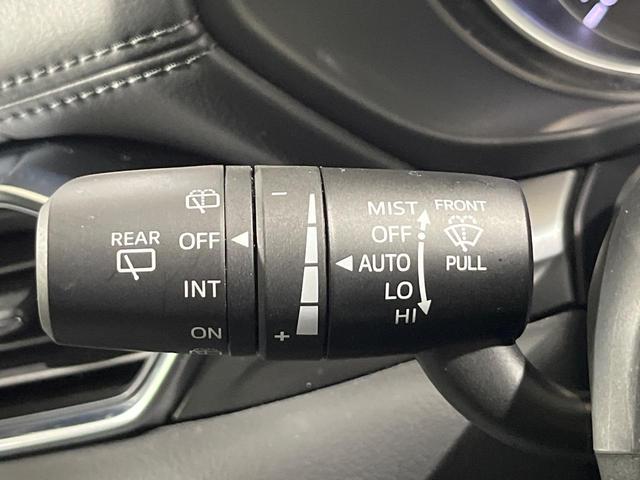 REAR
OFF
INT
ON
−
+
MIST
OFF
AUTO
LO
HI
FRONT
PULL